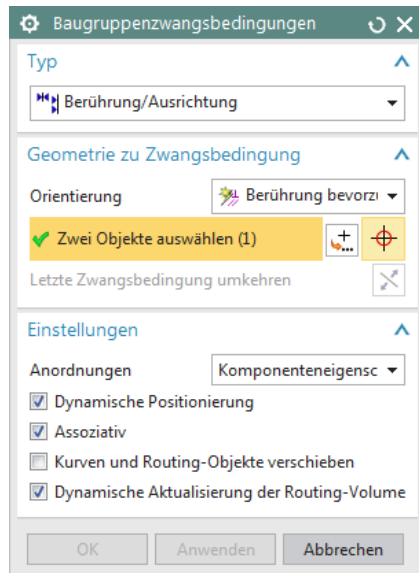 Baugruppenzwangsbedingungen
Typ
Berührung/Ausrichtung
Geometrie zu Zwangsbedingung
Orientierung Berührung bevorzu
Zwei Objekte auswählen (1)
Letzte Zwangsbedingung umkehren
Einstellungen
Anordnungen Komponenteneigensc
Dynamische Positionierung
Assoziativ
Kurven und Routing-Objekte verschieben
Dynamische Aktualisierung der Routing-Volume
OK Anwenden Abbrechen